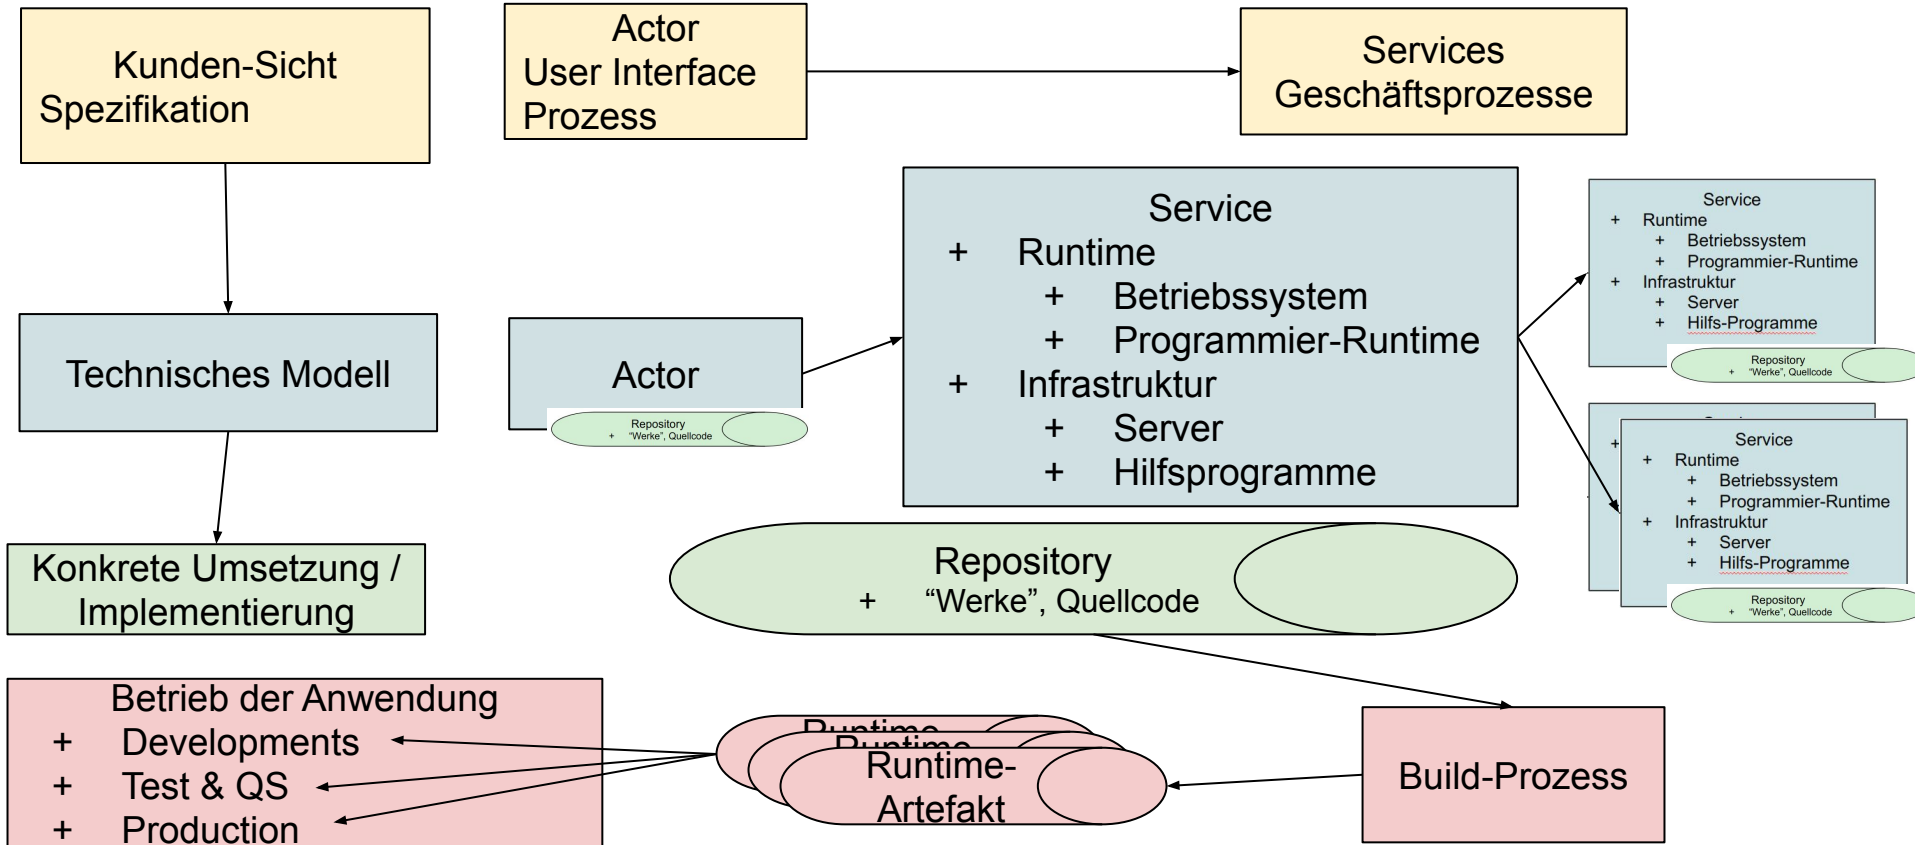 Kunden-Sicht
Spezifikation
Actor
User Interface
Prozess
Services
Geschäftsprozesse
Technisches Modell
Actor
Repository
+ "Werke", Quellcode
Service
+ Runtime
+ Betriebssystem
+ Programmier-Runtime
+ Infrastruktur
+ Server
+ Hilfsprogramme
Service
+ Runtime
+ Betriebssystem
+ Programmier-Runtime
+ Infrastruktur
+ Server
+ Hilfs-Programme
Repository
+ "Werke", Quellcode
+
Service
+ Runtime
+ Betriebssystem
+ Programmier-Runtime
+ Infrastruktur
+ Server
+ Hilfs-Programme
Repository
+ "Werke", Quellcode
Konkrete Umsetzung /
Implementierung
Repository
+ “Werke”, Quellcode
Betrieb der Anwendung
+ Developments
+ Test & QS
+ Production
Runtime-
Runtime-
Runtime-
Artefakt
Build-Prozess